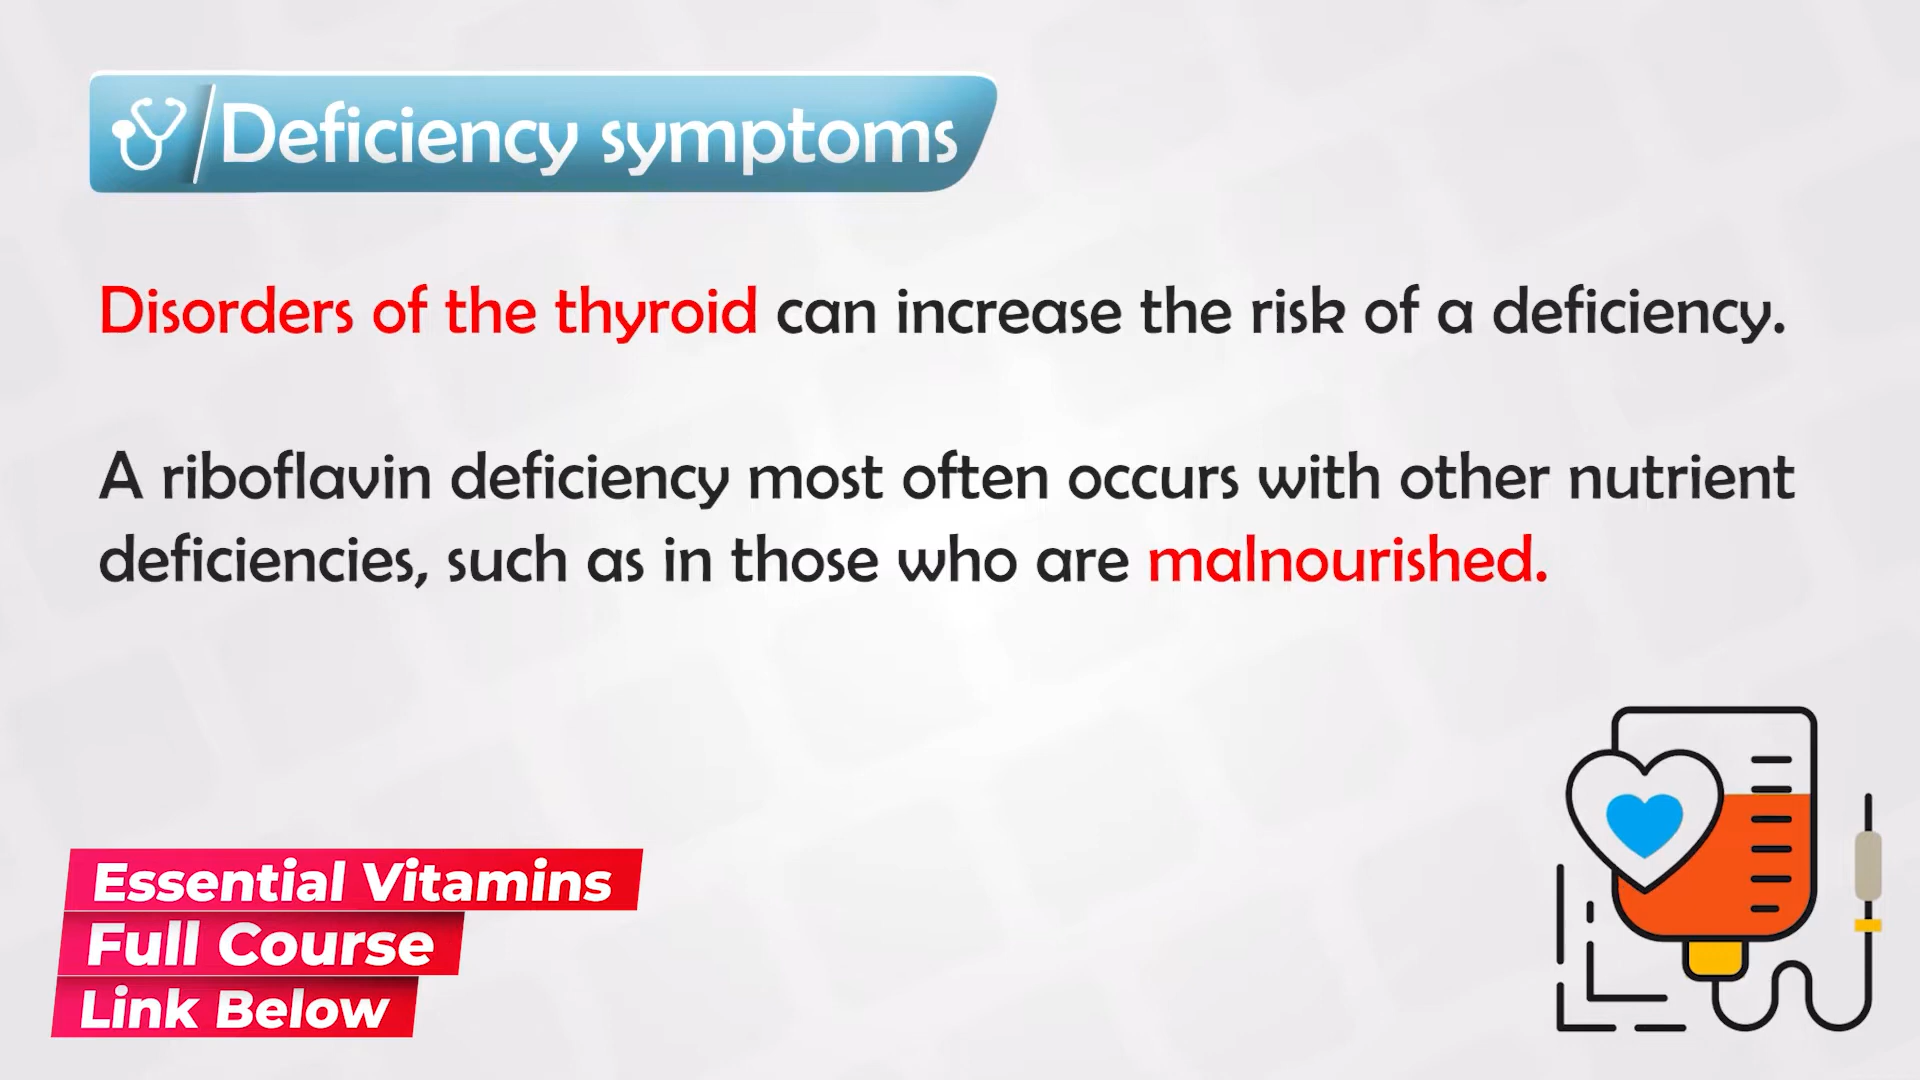 Deficiency symptoms
Disorders of the thyroid can increase the risk of a deficiency.
A riboflavin deficiency most often occurs with other nutrient
deficiencies, such as in those who are malnourished.
Essential Vitamins
Full Course
Link Below